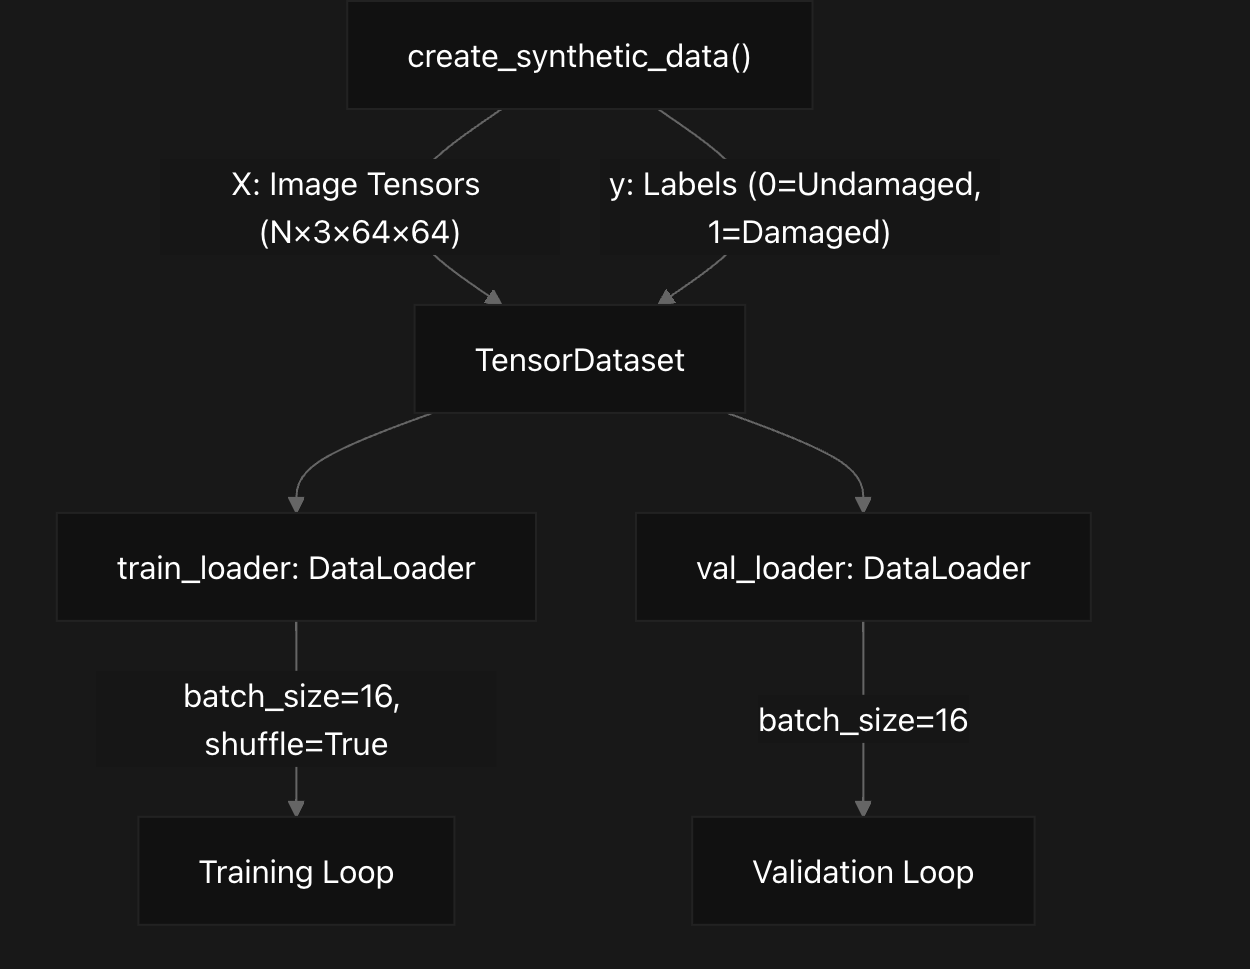 create_synthetic_data()
X: Image Tensors
(N×3×64×64)
y: Labels (0=Undamaged,
1=Damaged)
TensorDataset
train_loader: DataLoader
val_loader: DataLoader
batch_size=16,
shuffle=True
batch_size=16
Training Loop
Validation Loop